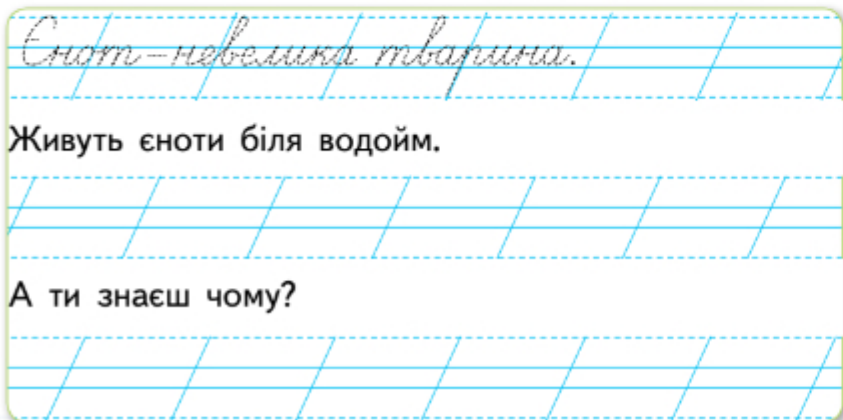 Єнот – невелика тварина.
Живуть єноти біля водойм.
А ти знаєш чому?